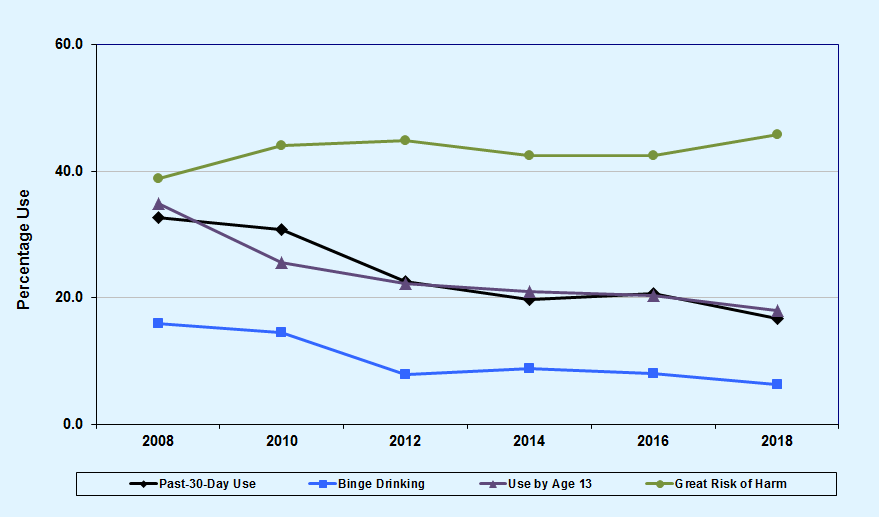 60.0
40.0
20.0
0.0
Percentage Use
2008 2010 2012 2014 2016 2018
Past-30-Day Use Binge Drinking Use by Age 13 Great Risk of Harm